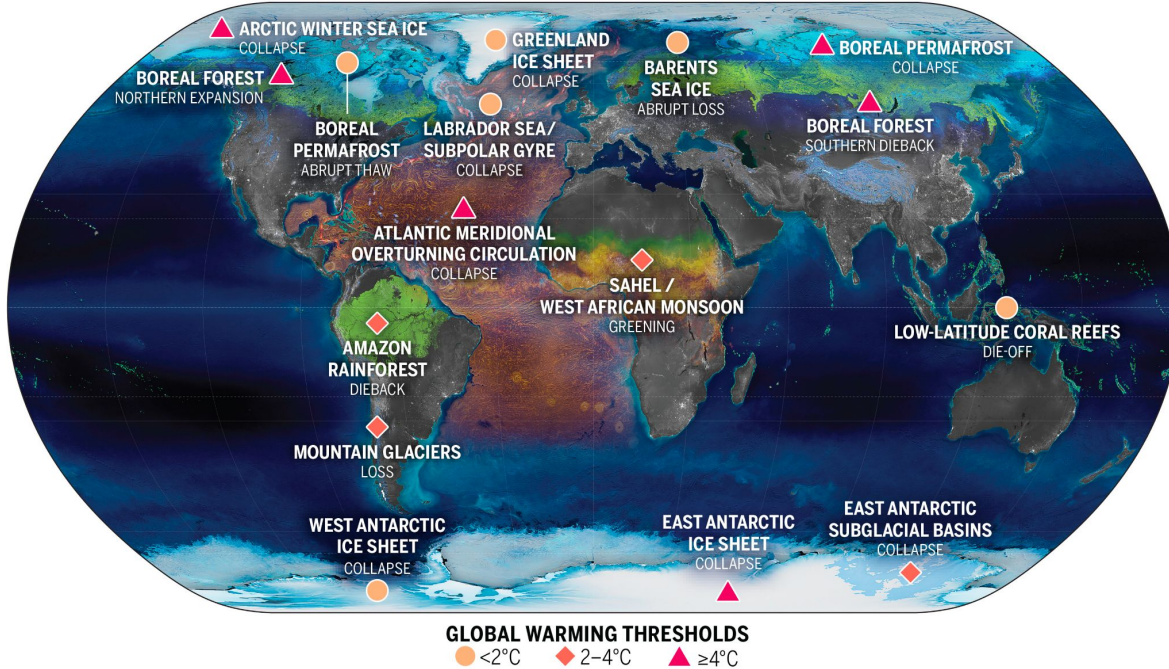 ARCTIC WINTER SEA ICE
COLLAPSE
BOREAL FOREST
NORTHERN EXPANSION
BOREAL
PERMAFROST
ABRUPT THAW
GREENLAND
ICE SHEET
COLLAPSE
LABRADOR SEA/
SUBPOLAR GYRE
COLLAPSE
BARENTS
SEA ICE
ABRUPT LOSS
BOREAL PERMAFROST
COLLAPSE
BOREAL FOREST
SOUTHERN DIEBACK
ATLANTIC MERIDIONAL
OVERTURNING CIRCULATION
COLLAPSE
SAHEL /
WEST AFRICAN MONSOON
GREENING
LOW-LATITUDE CORAL REEFS
DIE-OFF
AMAZON
RAINFOREST
DIEBACK
MOUNTAIN GLACIERS
LOSS
WEST ANTARCTIC
ICE SHEET
COLLAPSE
EAST ANTARCTIC
ICE SHEET
COLLAPSE
EAST ANTARCTIC
SUBGLACIAL BASINS
COLLAPSE
GLOBAL WARMING THRESHOLDS
<2°C 2–4°C ≥4°C